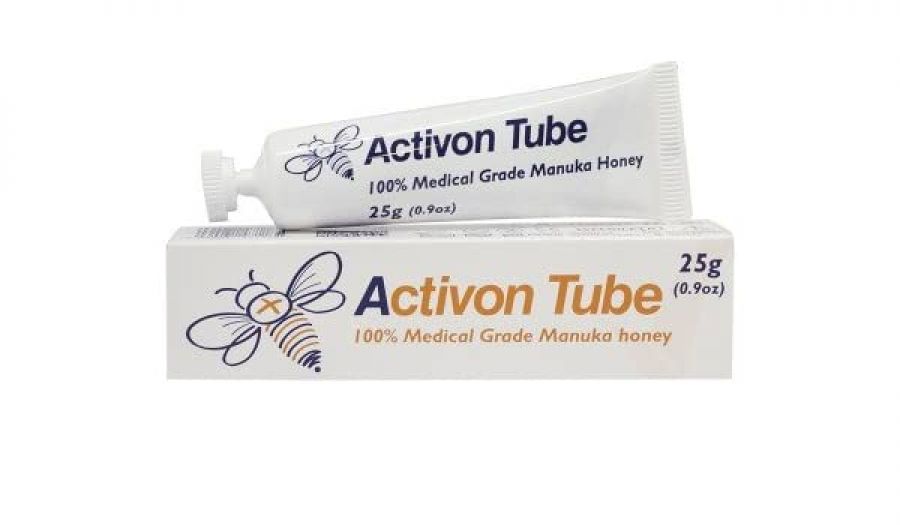 Activon Tube
100% Medical Grade Manuka Honey
25g (0.9oz)
Activon Tube
25g
(0.9oz)
100% Medical Grade Manuka honey